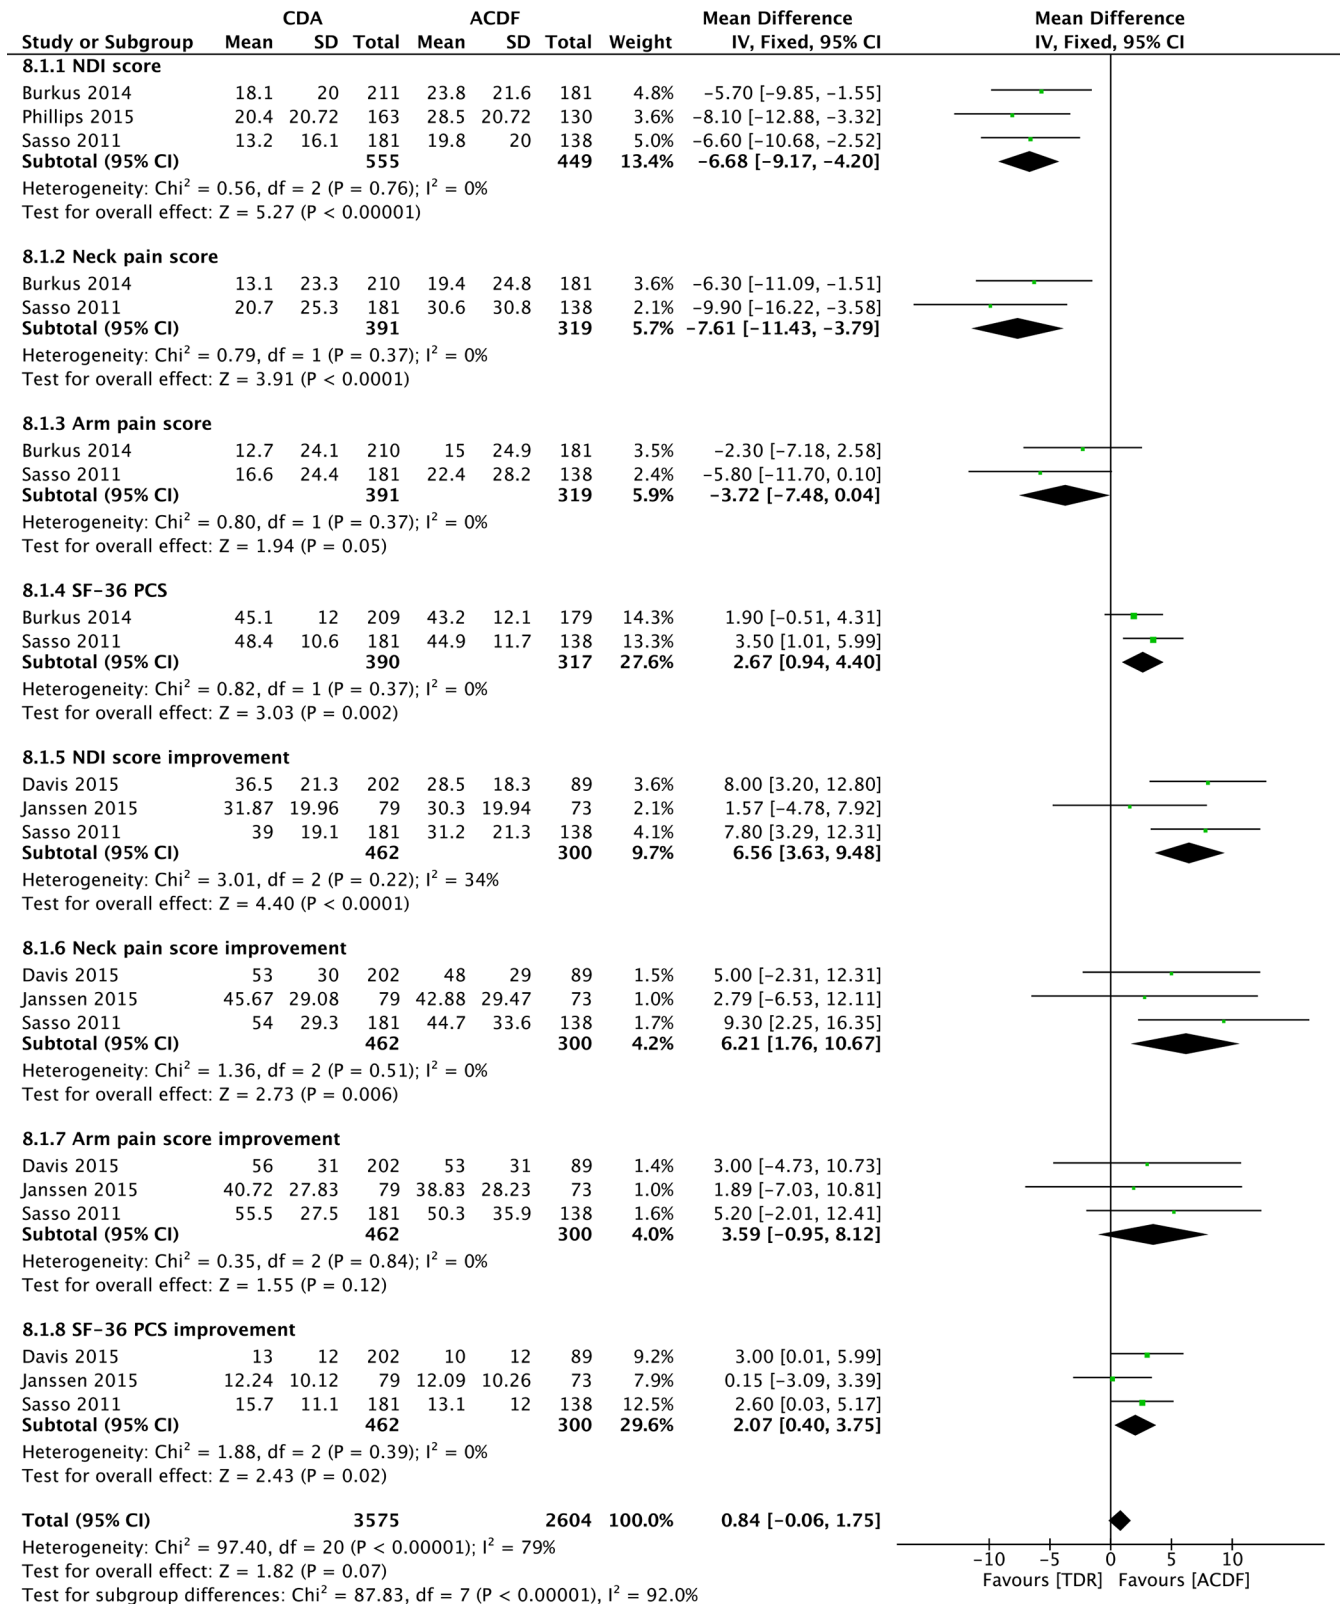 CDA ACDF Mean Difference Mean Difference
Study or Subgroup Mean SD Total Mean SD Total Weight IV, Fixed, 95% CI IV, Fixed, 95% CI
8.1.1 NDI score
Burkus 2014 18.1 20 211 23.8 21.6 181 4.8% −5.70 [−9.85, −1.55]
Phillips 2015 20.4 20.72 163 28.5 20.72 130 3.6% −8.10 [−12.88, −3.32]
Sasso 2011 13.2 16.1 181 19.8 20 138 5.0% −6.60 [−10.68, −2.52]
Subtotal (95% CI) 555 449 13.4% −6.68 [−9.17, −4.20]
Heterogeneity: Chi² = 0.56, df = 2 (P = 0.76); I² = 0%
Test for overall effect: Z = 5.27 (P < 0.00001)
8.1.2 Neck pain score
Burkus 2014 13.1 23.3 210 19.4 24.8 181 3.6% −6.30 [−11.09, −1.51]
Sasso 2011 20.7 25.3 181 30.6 30.8 138 2.1% −9.90 [−16.22, −3.58]
Subtotal (95% CI) 391 319 5.7% −7.61 [−11.43, −3.79]
Heterogeneity: Chi² = 0.79, df = 1 (P = 0.37); I² = 0%
Test for overall effect: Z = 3.91 (P < 0.0001)
8.1.3 Arm pain score
Burkus 2014 12.7 24.1 210 15 24.9 181 3.5% −2.30 [−7.18, 2.58]
Sasso 2011 16.6 24.4 181 22.4 28.2 138 2.4% −5.80 [−11.70, 0.10]
Subtotal (95% CI) 391 319 5.9% −3.72 [−7.48, 0.04]
Heterogeneity: Chi² = 0.80, df = 1 (P = 0.37); I² = 0%
Test for overall effect: Z = 1.94 (P = 0.05)
8.1.4 SF−36 PCS
Burkus 2014 45.1 12 209 43.2 12.1 179 14.3% 1.90 [−0.51, 4.31]
Sasso 2011 48.4 10.6 181 44.9 11.7 138 13.3% 3.50 [1.01, 5.99]
Subtotal (95% CI) 390 317 27.6% 2.67 [0.94, 4.40]
Heterogeneity: Chi² = 0.82, df = 1 (P = 0.37); I² = 0%
Test for overall effect: Z = 3.03 (P = 0.002)
8.1.5 NDI score improvement
Davis 2015 36.5 21.3 202 28.5 18.3 89 3.6% 8.00 [3.20, 12.80]
Janssen 2015 31.87 19.96 79 30.3 19.94 73 2.1% 1.57 [−4.78, 7.92]
Sasso 2011 39 19.1 181 31.2 21.3 138 4.1% 7.80 [3.29, 12.31]
Subtotal (95% CI) 462 300 9.7% 6.56 [3.63, 9.48]
Heterogeneity: Chi² = 3.01, df = 2 (P = 0.22); I² = 34%
Test for overall effect: Z = 4.40 (P < 0.0001)
8.1.6 Neck pain score improvement
Davis 2015 53 30 202 48 29 89 1.5% 5.00 [−2.31, 12.31]
Janssen 2015 45.67 29.08 79 42.88 29.47 73 1.0% 2.79 [−6.53, 12.11]
Sasso 2011 54 29.3 181 44.7 33.6 138 1.7% 9.30 [2.25, 16.35]
Subtotal (95% CI) 462 300 4.2% 6.21 [1.76, 10.67]
Heterogeneity: Chi² = 1.36, df = 2 (P = 0.51); I² = 0%
Test for overall effect: Z = 2.73 (P = 0.006)
8.1.7 Arm pain score improvement
Davis 2015 56 31 202 53 31 89 1.4% 3.00 [−4.73, 10.73]
Janssen 2015 40.72 27.83 79 38.83 28.23 73 1.0% 1.89 [−7.03, 10.81]
Sasso 2011 55.5 27.5 181 50.3 35.9 138 1.6% 5.20 [−2.01, 12.41]
Subtotal (95% CI) 462 300 4.0% 3.59 [−0.95, 8.12]
Heterogeneity: Chi² = 0.35, df = 2 (P = 0.84); I² = 0%
Test for overall effect: Z = 1.55 (P = 0.12)
8.1.8 SF−36 PCS improvement
Davis 2015 13 12 202 10 12 89 9.2% 3.00 [0.01, 5.99]
Janssen 2015 12.24 10.12 79 12.09 10.26 73 7.9% 0.15 [−3.09, 3.39]
Sasso 2011 15.7 11.1 181 13.1 12 138 12.5% 2.60 [0.03, 5.17]
Subtotal (95% CI) 462 300 29.6% 2.07 [0.40, 3.75]
Heterogeneity: Chi² = 1.88, df = 2 (P = 0.39); I² = 0%
Test for overall effect: Z = 2.43 (P = 0.02)
Total (95% CI) 3575 2604 100.0% 0.84 [−0.06, 1.75]
Heterogeneity: Chi² = 97.40, df = 20 (P < 0.00001); I² = 79%
Test for overall effect: Z = 1.82 (P = 0.07)
Test for subgroup differences: Chi² = 87.83, df = 7 (P < 0.00001), I² = 92.0%
−10 −5 0 5 10
Favours [TDR] Favours [ACDF]